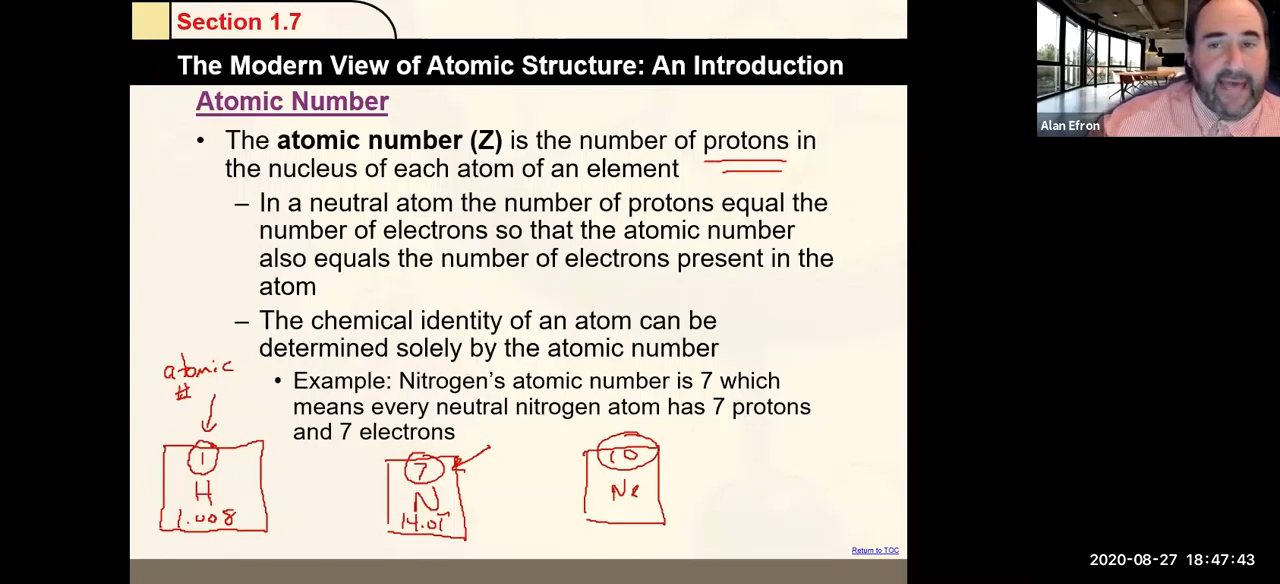 Section 1.7
The Modern View of Atomic Structure: An Introduction
Atomic Number
• The atomic number (Z) is the number of protons in
the nucleus of each atom of an element
– In a neutral atom the number of protons equal the
number of electrons so that the atomic number
also equals the number of electrons present in the
atom
– The chemical identity of an atom can be
determined solely by the atomic number
• Example: Nitrogen's atomic number is 7 which
means every neutral nitrogen atom has 7 protons
and 7 electrons
atomic
#
1
H
1.008
7
N
14.01
10
Ne
Return to TOC
Alan Efron
2020-08-27 18:47:43